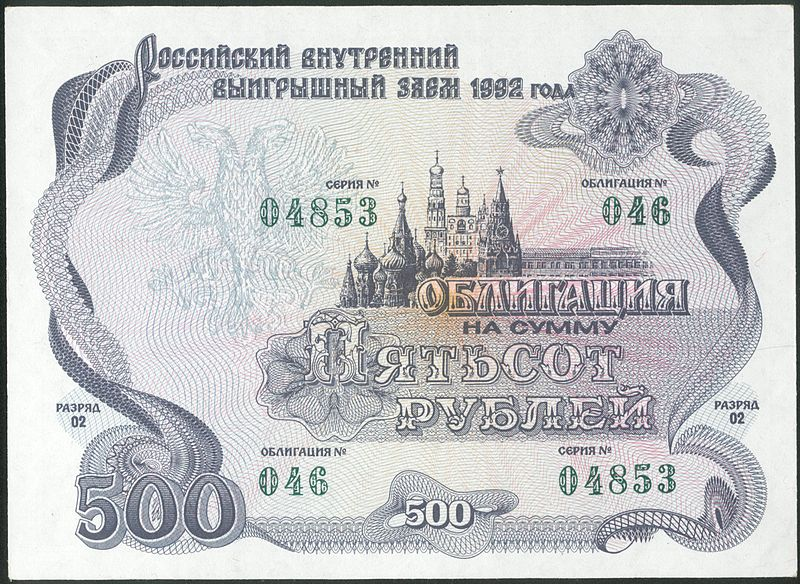 Российский внутренний
выигрышный заем 1992 года
СЕРИЯ № ОБЛИГАЦИЯ №
04853 046
ОБЛИГАЦИЯ
НА СУММУ
Пятьсот
рублей
РАЗРЯД РАЗРЯД
02 02
ОБЛИГАЦИЯ № СЕРИЯ №
046 04853
500 500